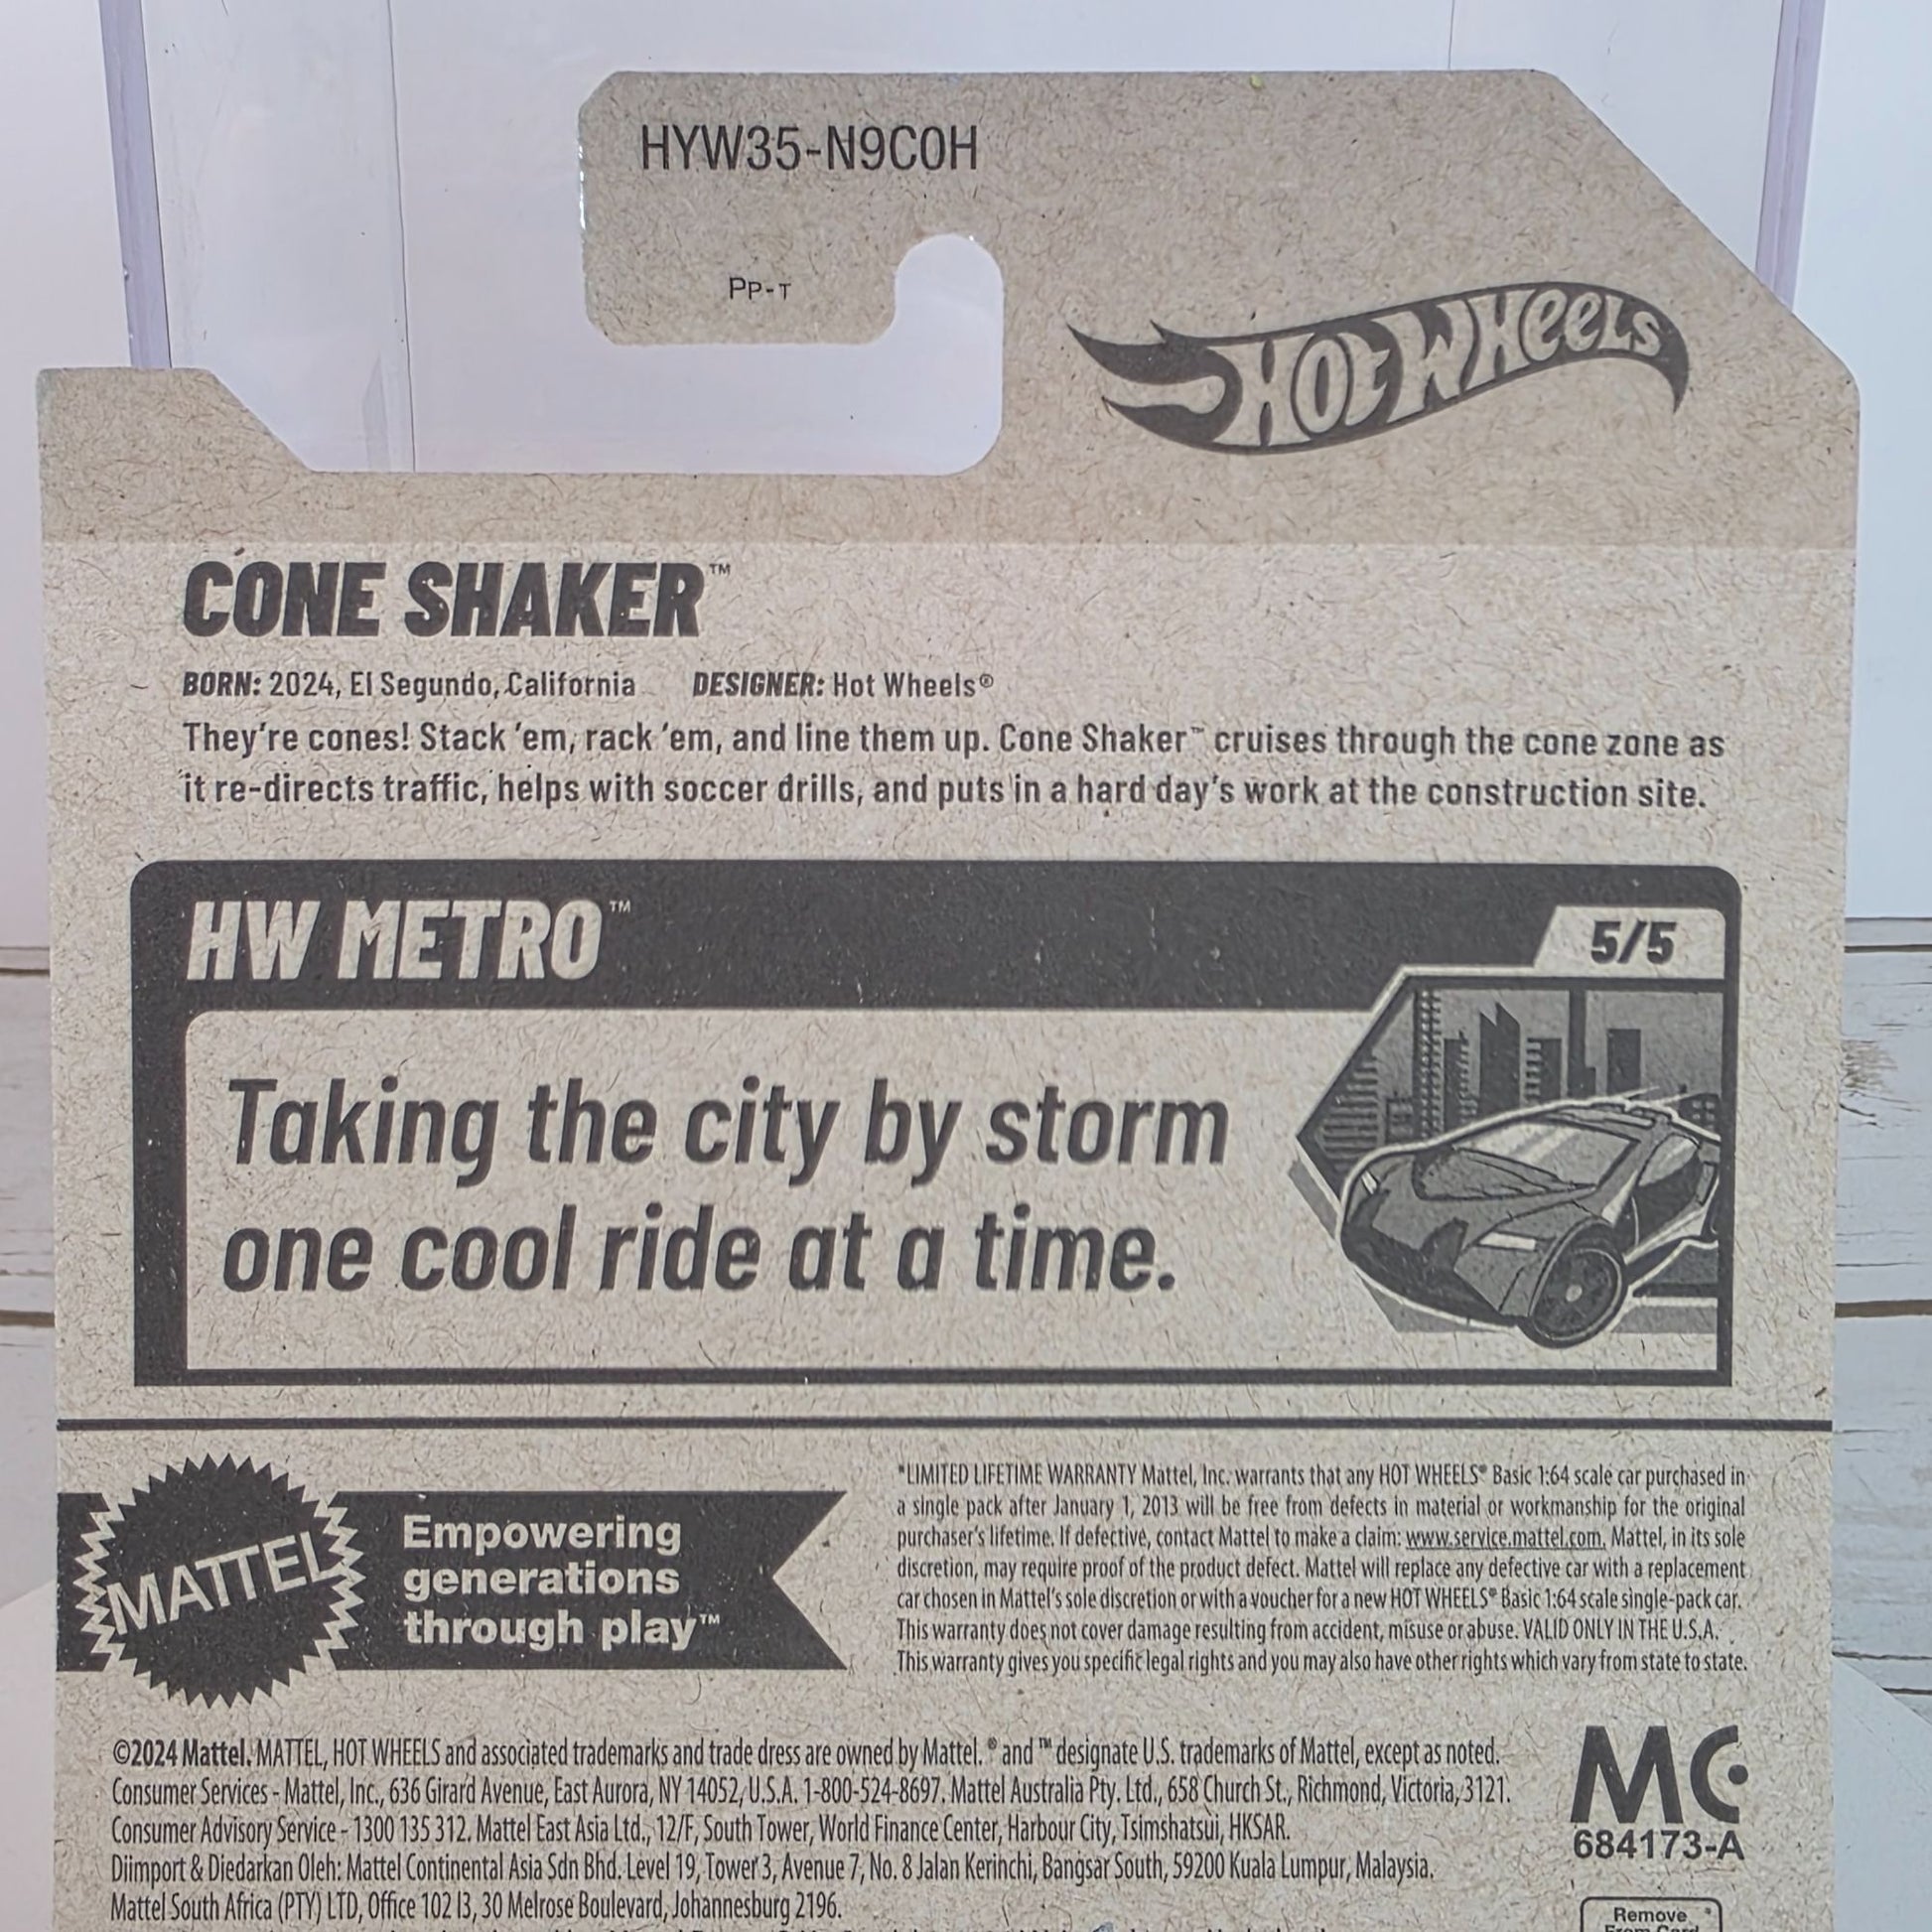 HYW35-N9C0H
PP-T
HOT WHEELS
CONE SHAKER™
BORN: 2024, El Segundo, California DESIGNER: Hot Wheels®
They're cones! Stack 'em, rack 'em, and line them up. Cone Shaker™ cruises through the cone zone as
it re-directs traffic, helps with soccer drills, and puts in a hard day's work at the construction site.
HW METRO™
5/5
Taking the city by storm
one cool ride at a time.
MATTEL
Empowering
generations
through play™
*LIMITED LIFETIME WARRANTY Mattel, Inc. warrants that any HOT WHEELS® Basic 1:64 scale car purchased in
a single pack after January 1, 2013 will be free from defects in material or workmanship for the original
purchaser's lifetime. If defective, contact Mattel to make a claim: www.service.mattel.com. Mattel, in its sole
discretion, may require proof of the product defect. Mattel will replace any defective car with a replacement
car chosen in Mattel's sole discretion or with a voucher for a new HOT WHEELS® Basic 1:64 scale single-pack car.
This warranty does not cover damage resulting from accident, misuse or abuse. VALID ONLY IN THE U.S.A.
This warranty gives you specific legal rights and you may also have other rights which vary from state to state.
©2024 Mattel. MATTEL, HOT WHEELS and associated trademarks and trade dress are owned by Mattel. ® and ™ designate U.S. trademarks of Mattel, except as noted.
Consumer Services - Mattel, Inc., 636 Girard Avenue, East Aurora, NY 14052, U.S.A. 1-800-524-8697. Mattel Australia Pty. Ltd., 658 Church St., Richmond, Victoria, 3121.
Consumer Advisory Service - 1300 135 312. Mattel East Asia Ltd., 12/F, South Tower, World Finance Center, Harbour City, Tsimshatsui, HKSAR.
Diimport & Diedarkan Oleh: Mattel Continental Asia Sdn Bhd. Level 19, Tower 3, Avenue 7, No. 8 Jalan Kerinchi, Bangsar South, 59200 Kuala Lumpur, Malaysia.
Mattel South Africa (PTY) LTD, Office 102 I3, 30 Melrose Boulevard, Johannesburg 2196.
MC
684173-A
Remove
From Card